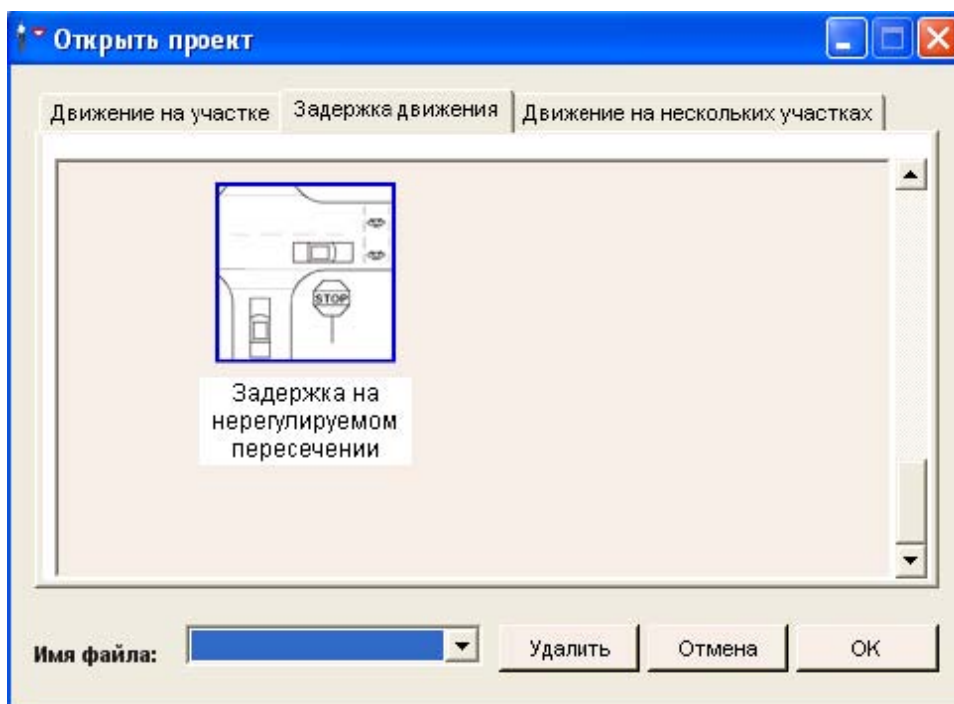 Открыть проект
Движение на участке
Задержка движения
Движение на нескольких участках
STOP
Задержка на
нерегулируемом
пересечении
Имя файла:
Удалить
Отмена
ОК